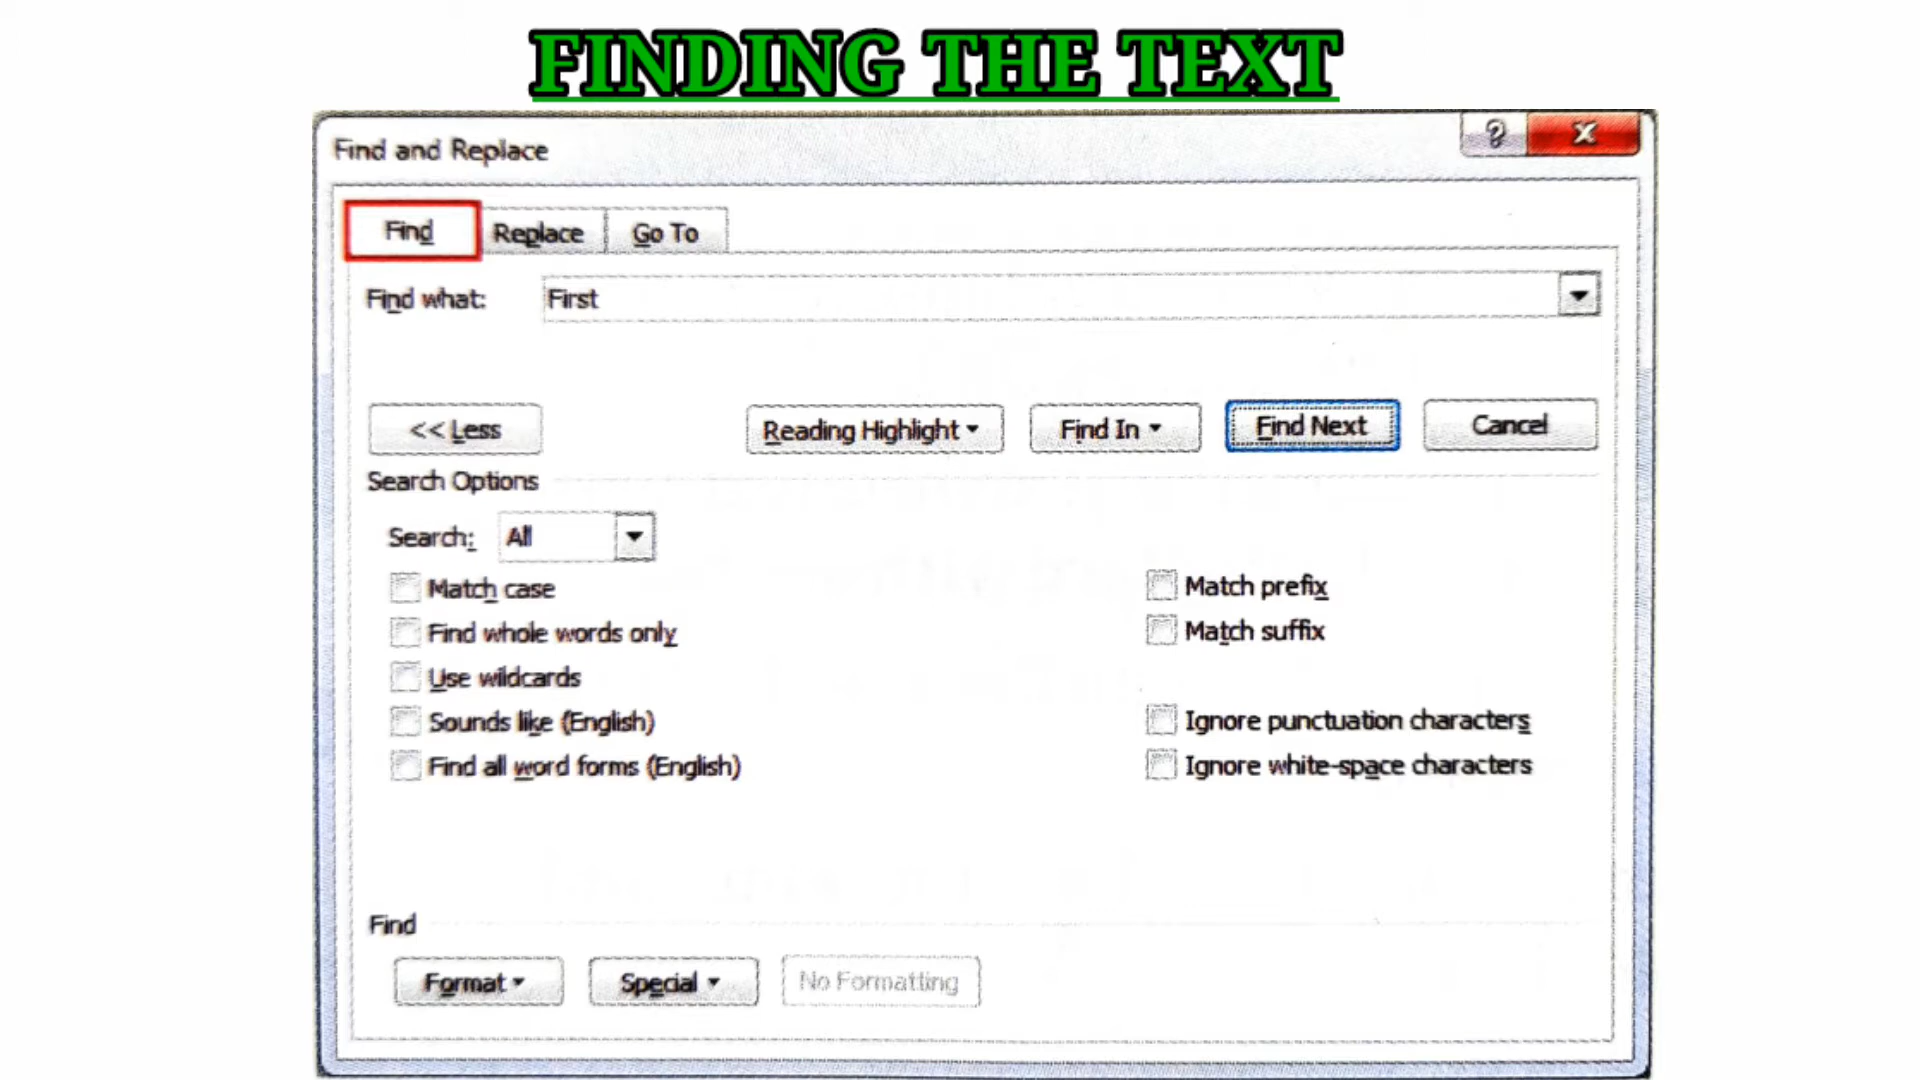 FINDING THE TEXT
Find and Replace
Find Replace Go To
Find what: First
<< Less Reading Highlight Find In Find Next Cancel
Search Options
Search: All
Match case Match prefix
Find whole words only Match suffix
Use wildcards
Sounds like (English) Ignore punctuation characters
Find all word forms (English) Ignore white-space characters
Find
Format Special No Formatting